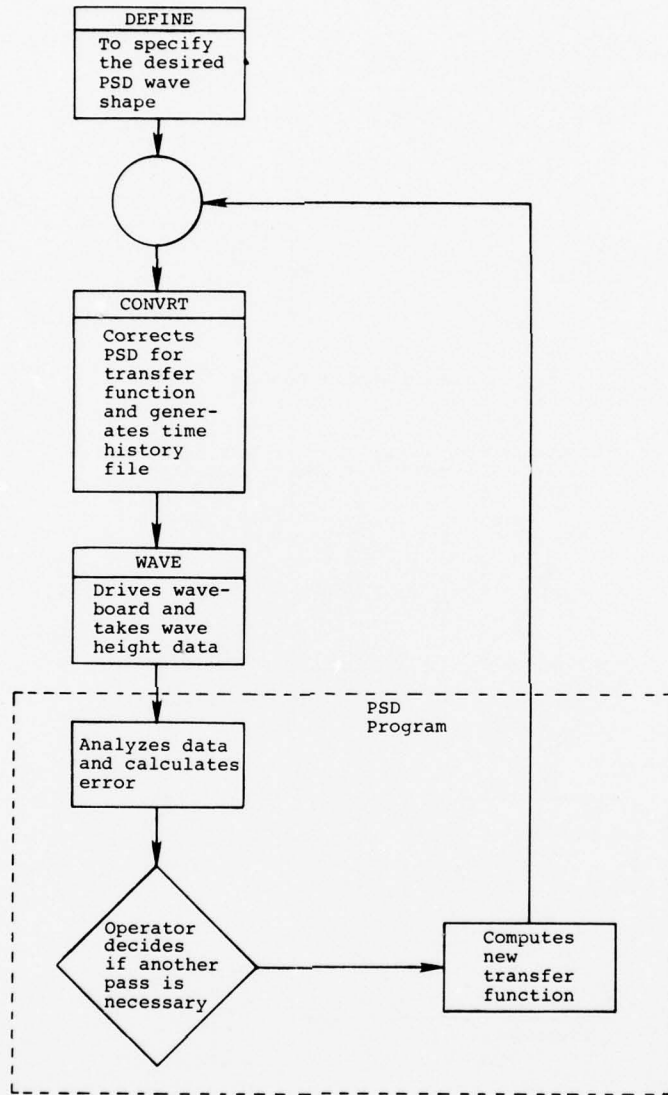 DEFINE
To specify
the desired
PSD wave
shape
CONVRT
Corrects
PSD for
transfer
function
and gener-
ates time
history
file
WAVE
Drives wave-
board and
takes wave
height data
PSD
Program
Analyzes data
and calculates
error
Operator
decides
if another
pass is
necessary
Computes
new
transfer
function